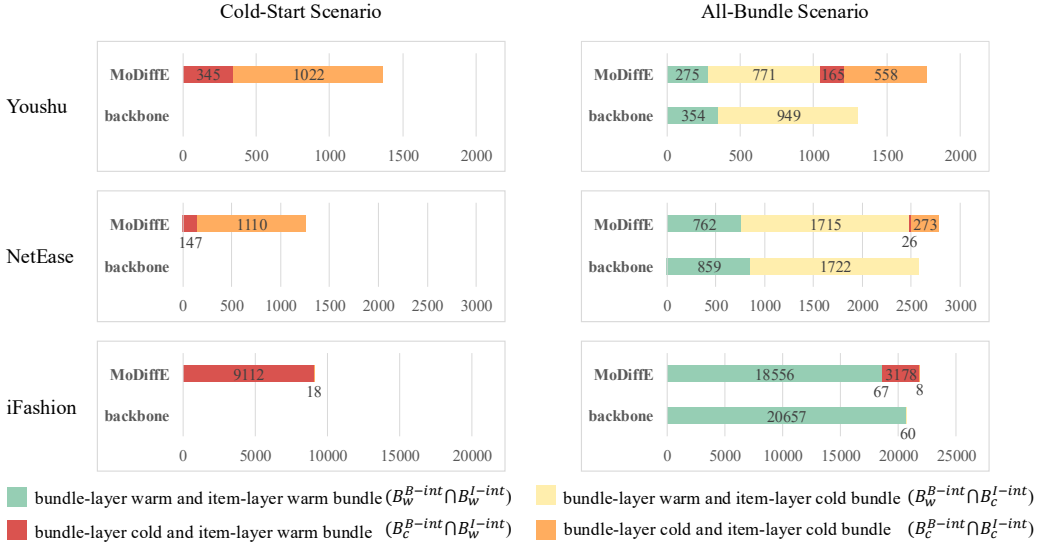 Cold-Start Scenario
All-Bundle Scenario
Youshu
MoDiffE
345
1022
backbone
0 500 1000 1500 2000
MoDiffE
275
771
165
558
backbone
354
949
0 500 1000 1500 2000
NetEase
MoDiffE
1110
147
backbone
0 500 1000 1500 2000 2500 3000
MoDiffE
762
1715
273
26
backbone
859
1722
0 500 1000 1500 2000 2500 3000
iFashion
MoDiffE
9112
18
backbone
0 5000 10000 15000 20000
MoDiffE
18556
3178
67
8
backbone
20657
60
0 5000 10000 15000 20000 25000
bundle-layer warm and item-layer warm bundle ($B_w^{B-int} \cap B_w^{I-int}$)
bundle-layer warm and item-layer cold bundle ($B_w^{B-int} \cap B_c^{I-int}$)
bundle-layer cold and item-layer warm bundle ($B_c^{B-int} \cap B_w^{I-int}$)
bundle-layer cold and item-layer cold bundle ($B_c^{B-int} \cap B_c^{I-int}$)